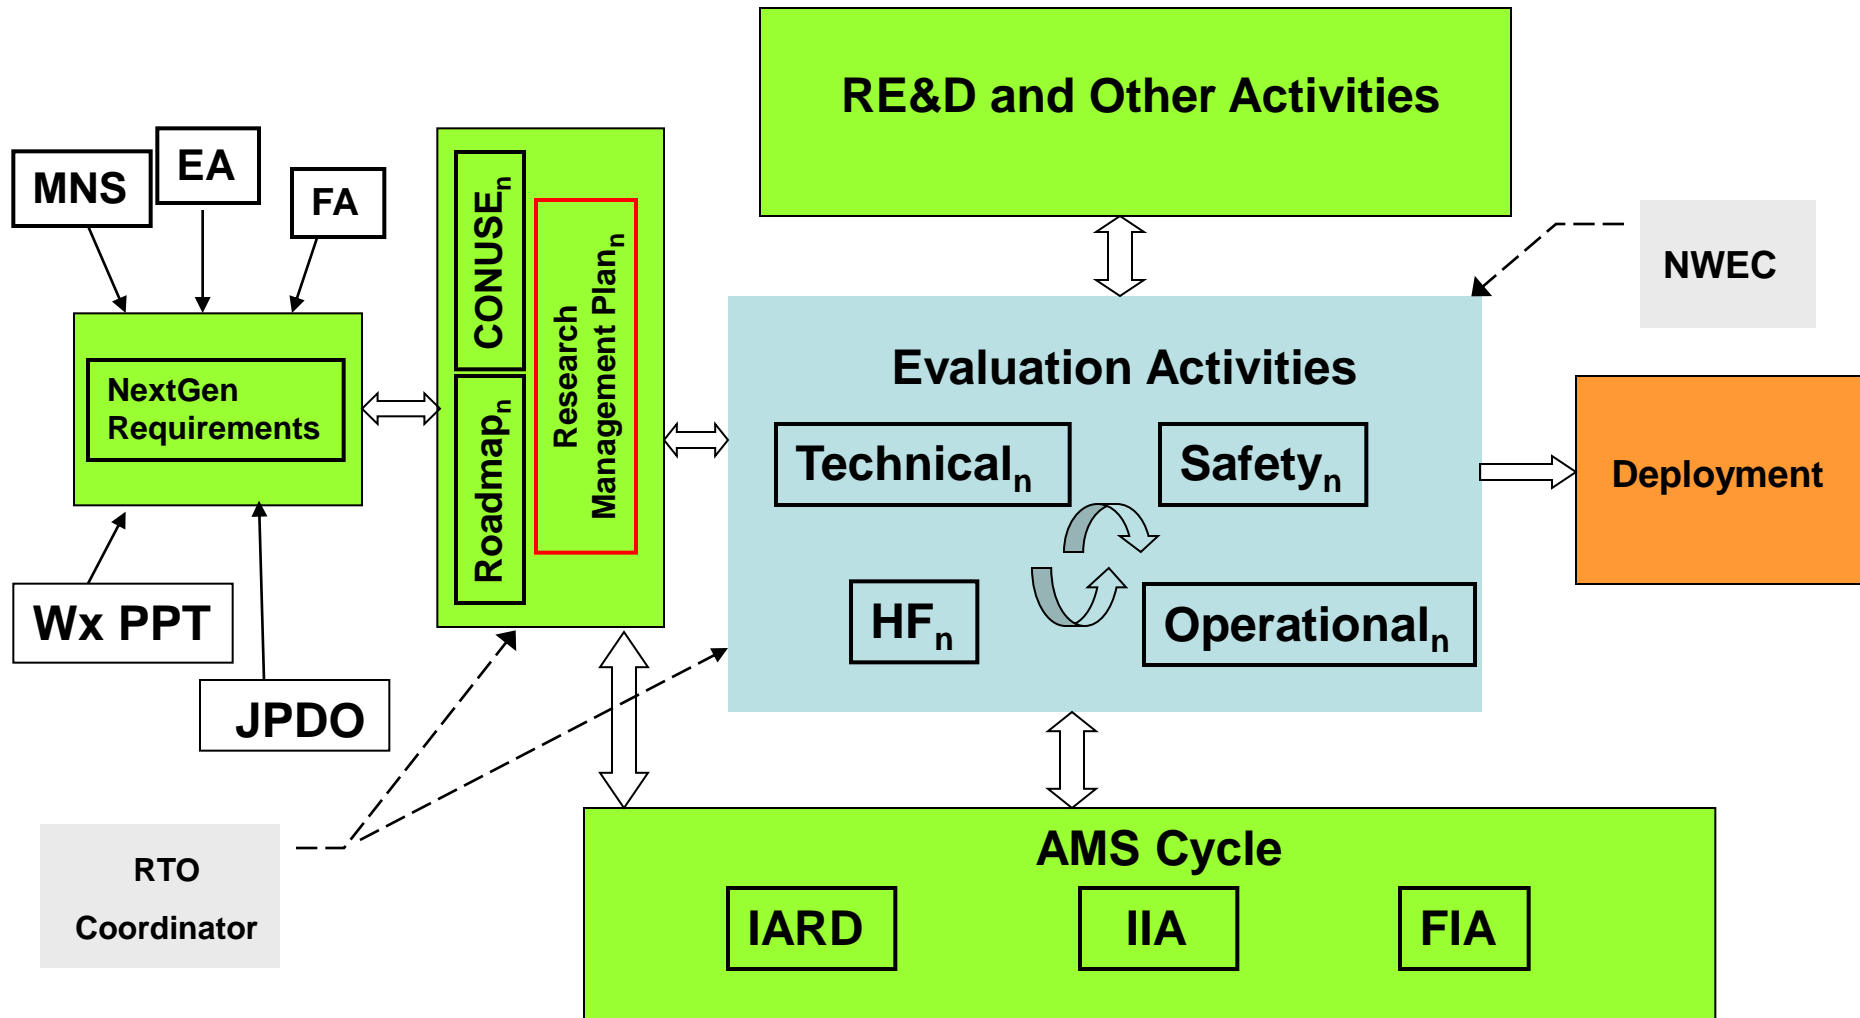 RE&D and Other Activities
MNS
EA
FA
NextGen
Requirements
Wx PPT
JPDO
CONUSEn
Roadmapn
Research
Management Plann
NWEC
Evaluation Activities
Technicaln
Safetyn
HFn
Operationaln
Deployment
RTO
Coordinator
AMS Cycle
IARD
IIA
FIA